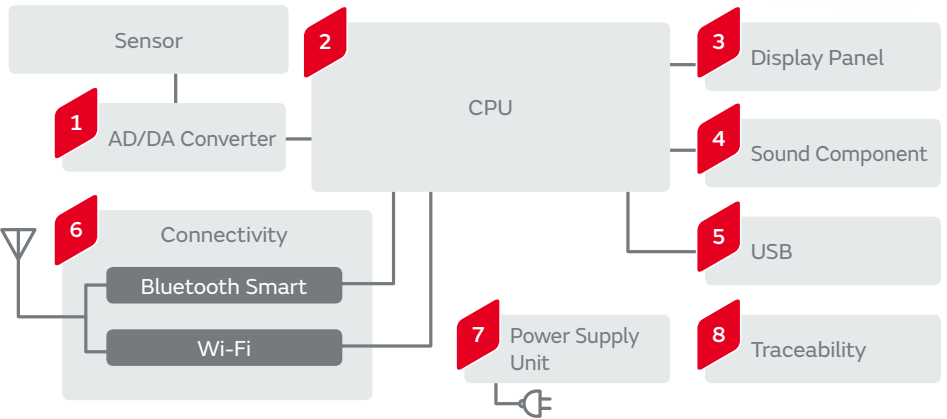 Sensor
1
AD/DA Converter
2
CPU
3
Display Panel
4
Sound Component
5
USB
6
Connectivity
Bluetooth Smart
Wi-Fi
7
Power Supply
Unit
8
Traceability